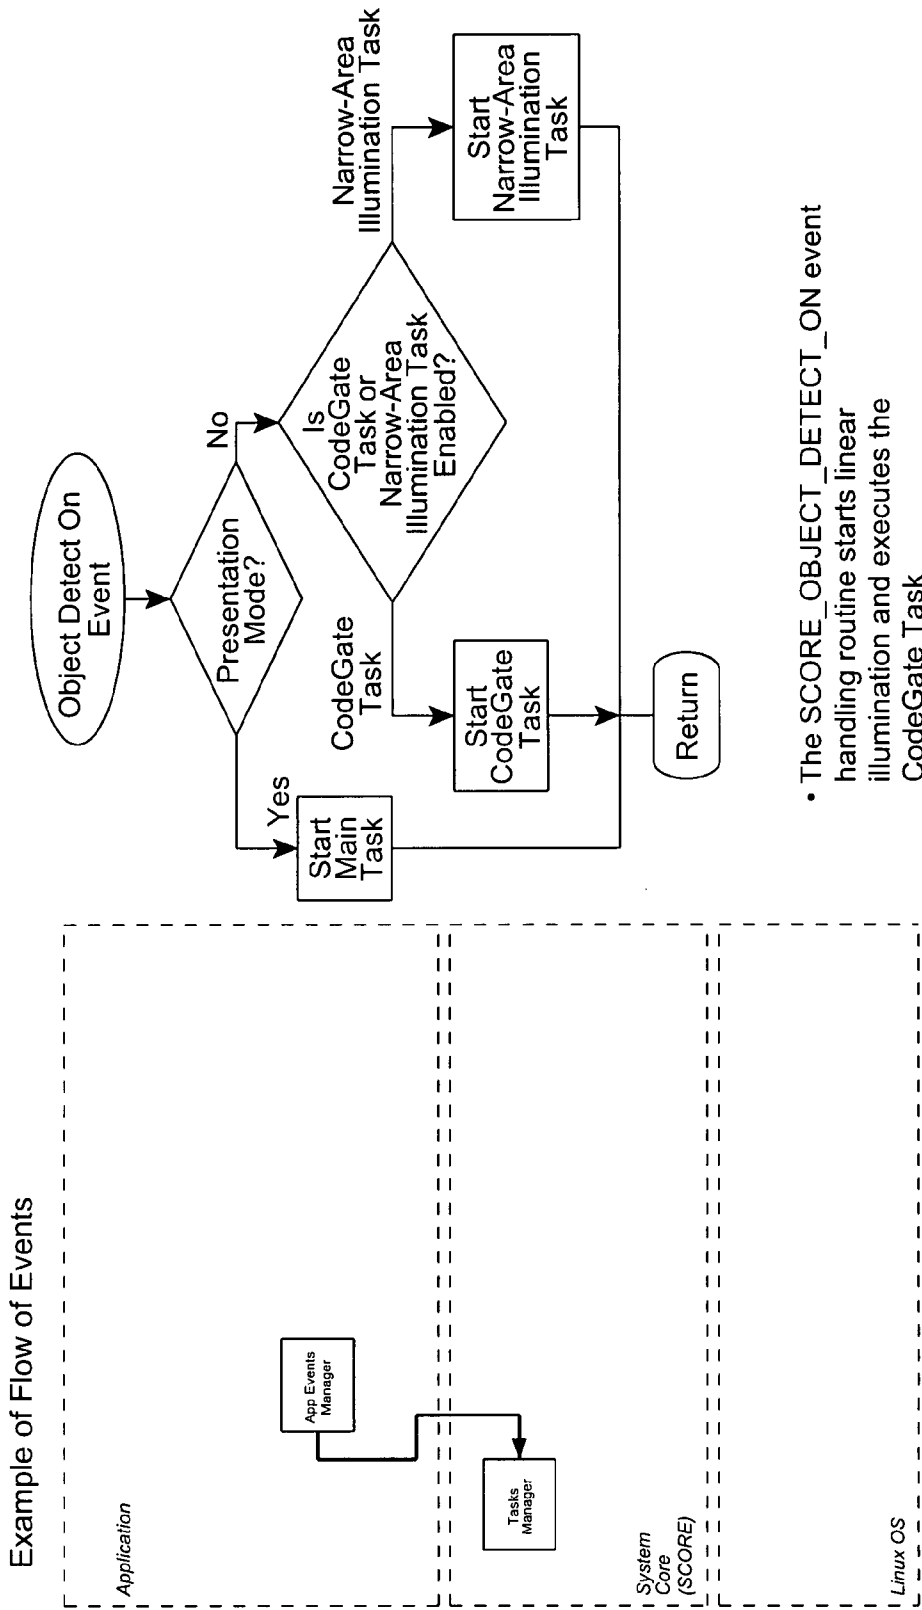 Example of Flow of Events
Application
App Events
Manager
Tasks
Manager
System
Core
(SCORE)
Linux OS
Object Detect On
Event
Presentation
Mode?
Yes
No
Start
Main
Task
Is
CodeGate
Task or
Narrow-Area
Illumination Task
Enabled?
CodeGate
Task
Narrow-Area
Illumination Task
Start
CodeGate
Task
Start
Narrow-Area
Illumination
Task
Return
• The SCORE_OBJECT_DETECT_ON event
handling routine starts linear
illumination and executes the
CodeGate Task